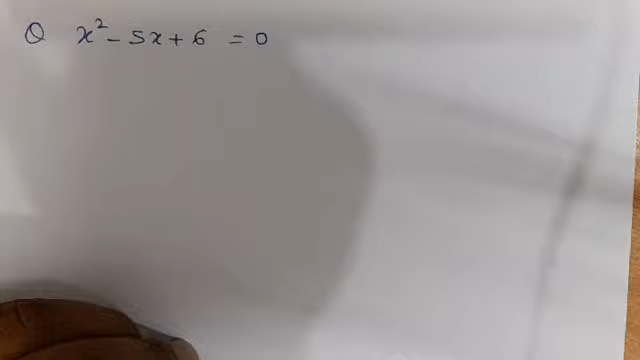 Q x² - 5x + 6 = 0